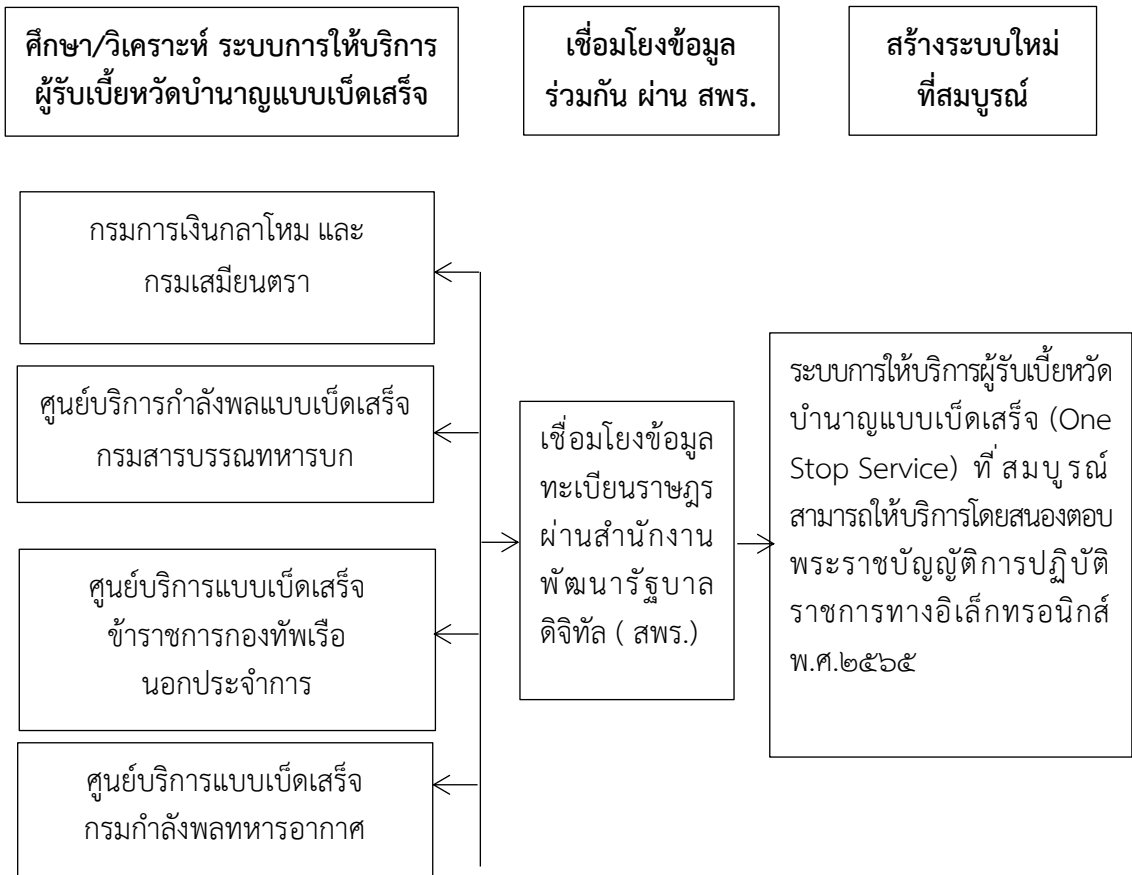 ศึกษา/วิเคราะห์ ระบบการให้บริการ
ผู้รับเบี้ยหวัดบำนาญแบบเบ็ดเสร็จ
เชื่อมโยงข้อมูล
ร่วมกัน ผ่าน สพร.
สร้างระบบใหม่
ที่สมบูรณ์
กรมการเงินกลาโหม และ
กรมเสมียนตรา
ศูนย์บริการกำลังพลแบบเบ็ดเสร็จ
กรมสารบรรณทหารบก
ศูนย์บริการแบบเบ็ดเสร็จ
ข้าราชการกองทัพเรือ
นอกประจำการ
ศูนย์บริการแบบเบ็ดเสร็จ
กรมกำลังพลทหารอากาศ
เชื่อมโยงข้อมูล
ทะเบียนราษฎร
ผ่านสำนักงาน
พัฒนารัฐบาล
ดิจิทัล ( สพร.)
ระบบการให้บริการผู้รับเบี้ยหวัด
บำนาญแบบเบ็ดเสร็จ (One
Stop Service) ที่สมบูรณ์
สามารถให้บริการโดยสนองตอบ
พระราชบัญญัติการปฏิบัติ
ราชการทางอิเล็กทรอนิกส์
พ.ศ.๒๕๖๕